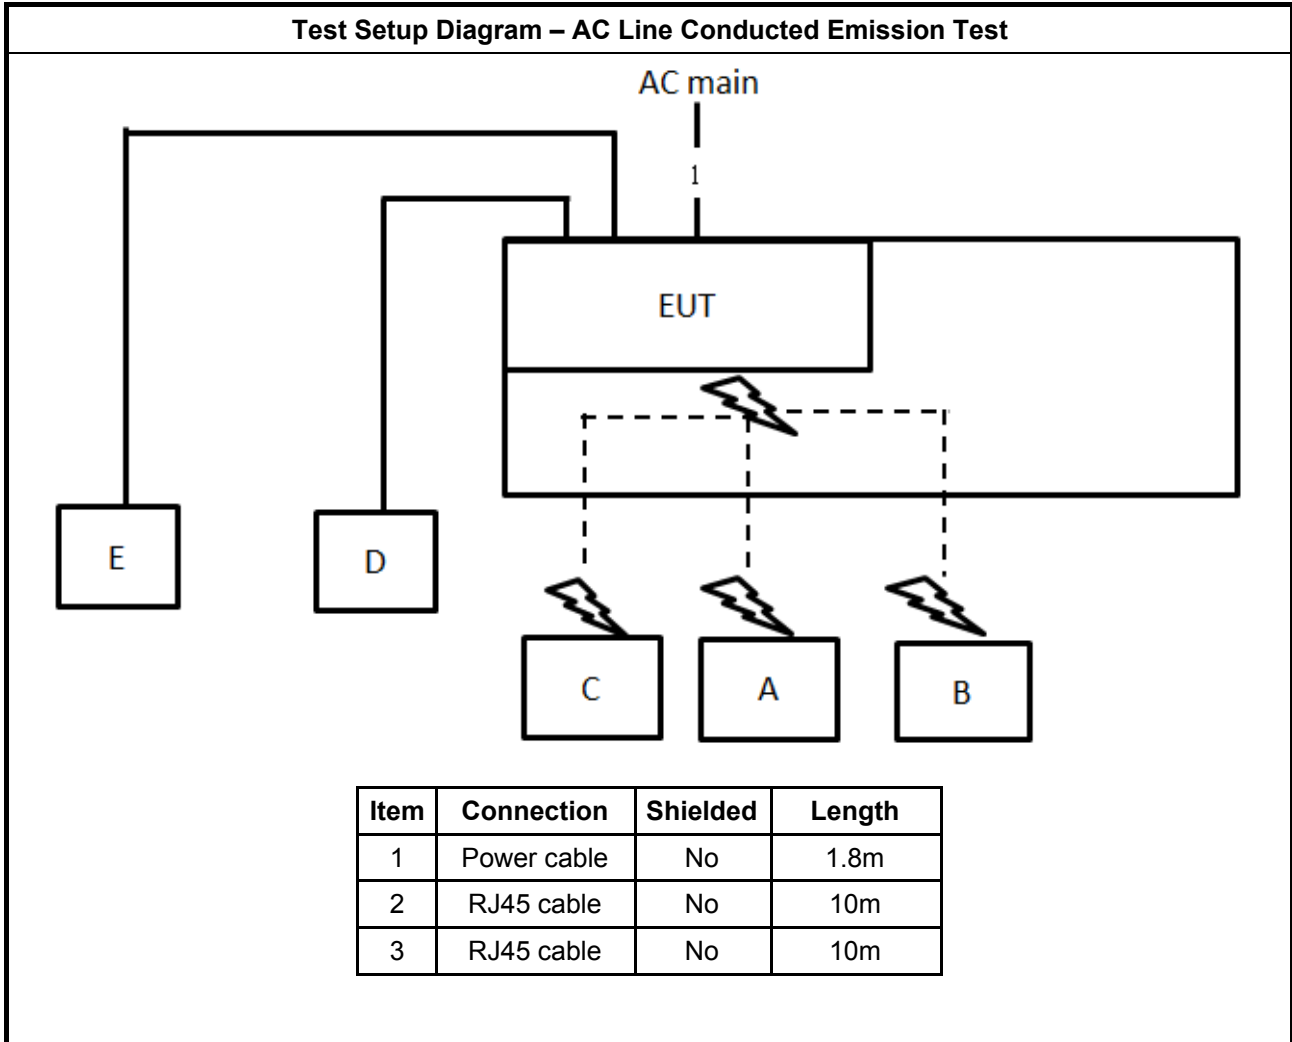 Test Setup Diagram – AC Line Conducted Emission Test
AC main
1
EUT
E
D
C
A
B
Item Connection Shielded Length
1 Power cable No 1.8m
2 RJ45 cable No 10m
3 RJ45 cable No 10m